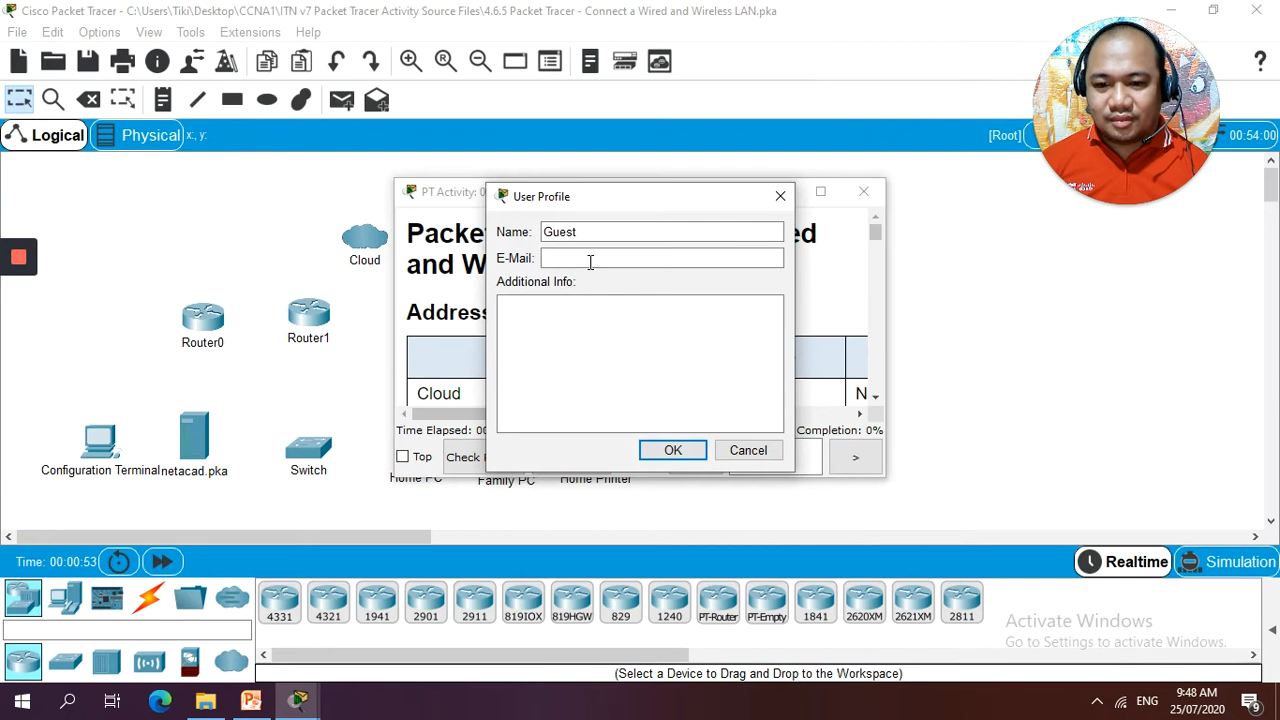 Cisco Packet Tracer - C:\Users\Tiki\Desktop\CCNA1\ITN v7 Packet Tracer Activity Source Files\4.6.5 Packet Tracer - Connect a Wired and Wireless LAN.pka
File Edit Options View Tools Extensions Help
Logical Physical x:, y: [Root] 00:54:00
PT Activity: 0
User Profile
Name: Guest
E-Mail:
Additional Info:
OK Cancel
Packe ed
and W
Address
Cloud N
Time Elapsed: 00 Completion: 0%
Top Check >
Cloud
Router0 Router1
Configuration Terminal netacad.pka Switch
Home PC Family PC Home Printer
Time: 00:00:53 Realtime Simulation
4331 4321 1941 2901 2911 819IOX 819HGW 829 1240 PT-Router PT-Empty 1841 2620XM 2621XM 2811
Activate Windows
Go to Settings to activate Windows.
(Select a Device to Drag and Drop to the Workspace)
ENG 9:48 AM
25/07/2020 9